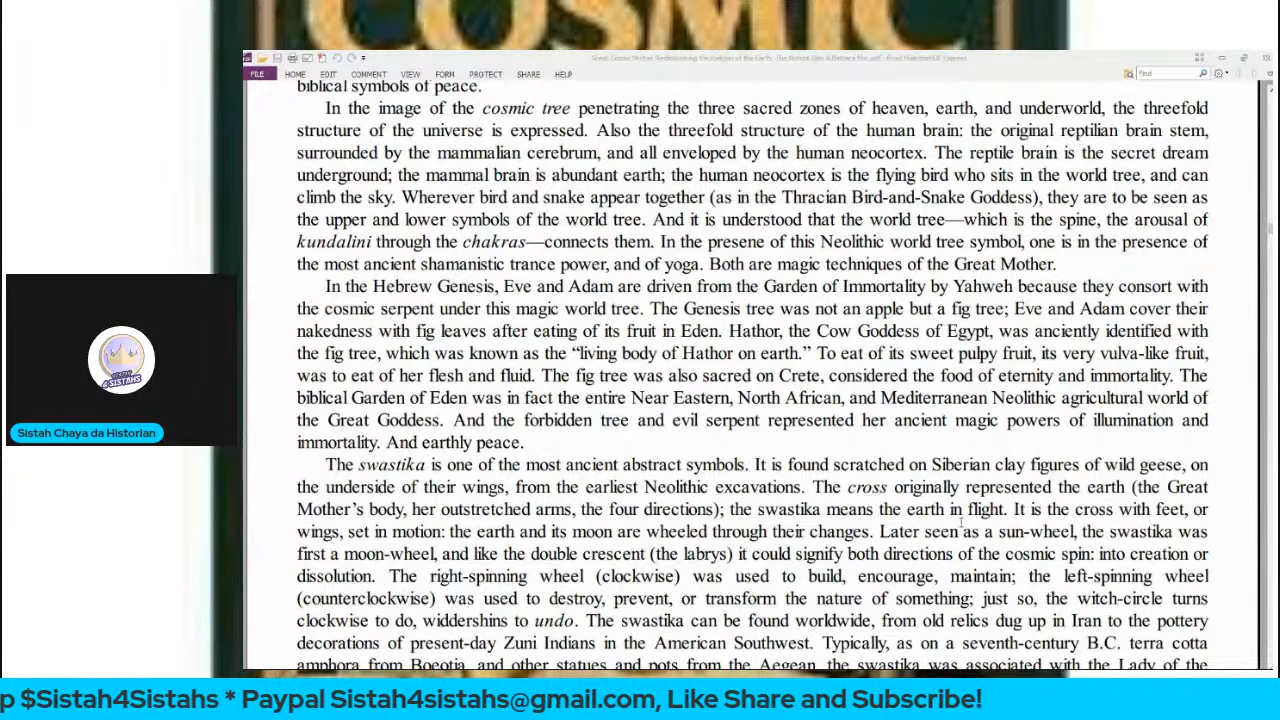 COSMIC
FILE HOME EDIT COMMENT VIEW FORM PROTECT SHARE HELP
Find
biblical symbols of peace.
In the image of the cosmic tree penetrating the three sacred zones of heaven, earth, and underworld, the threefold
structure of the universe is expressed. Also the threefold structure of the human brain: the original reptilian brain stem,
surrounded by the mammalian cerebrum, and all enveloped by the human neocortex. The reptile brain is the secret dream
underground; the mammal brain is abundant earth; the human neocortex is the flying bird who sits in the world tree, and can
climb the sky. Wherever bird and snake appear together (as in the Thracian Bird-and-Snake Goddess), they are to be seen as
the upper and lower symbols of the world tree. And it is understood that the world tree—which is the spine, the arousal of
kundalini through the chakras—connects them. In the presene of this Neolithic world tree symbol, one is in the presence of
the most ancient shamanistic trance power, and of yoga. Both are magic techniques of the Great Mother.
In the Hebrew Genesis, Eve and Adam are driven from the Garden of Immortality by Yahweh because they consort with
the cosmic serpent under this magic world tree. The Genesis tree was not an apple but a fig tree; Eve and Adam cover their
nakedness with fig leaves after eating of its fruit in Eden. Hathor, the Cow Goddess of Egypt, was anciently identified with
the fig tree, which was known as the “living body of Hathor on earth.” To eat of its sweet pulpy fruit, its very vulva-like fruit,
was to eat of her flesh and fluid. The fig tree was also sacred on Crete, considered the food of eternity and immortality. The
biblical Garden of Eden was in fact the entire Near Eastern, North African, and Mediterranean Neolithic agricultural world of
the Great Goddess. And the forbidden tree and evil serpent represented her ancient magic powers of illumination and
immortality. And earthly peace.
The swastika is one of the most ancient abstract symbols. It is found scratched on Siberian clay figures of wild geese, on
the underside of their wings, from the earliest Neolithic excavations. The cross originally represented the earth (the Great
Mother’s body, her outstretched arms, the four directions); the swastika means the earth in flight. It is the cross with feet, or
wings, set in motion: the earth and its moon are wheeled through their changes. Later seen as a sun-wheel, the swastika was
first a moon-wheel, and like the double crescent (the labrys) it could signify both directions of the cosmic spin: into creation or
dissolution. The right-spinning wheel (clockwise) was used to build, encourage, maintain; the left-spinning wheel
(counterclockwise) was used to destroy, prevent, or transform the nature of something; just so, the witch-circle turns
clockwise to do, widdershins to undo. The swastika can be found worldwide, from old relics dug up in Iran to the pottery
decorations of present-day Zuni Indians in the American Southwest. Typically, as on a seventh-century B.C. terra cotta
amphora from Boeotia, and other statues and pots from the Aegean, the swastika was associated with the Lady of the
4 SISTAHS
Sistah Chaya da Historian
p $Sistah4Sistahs * Paypal Sistah4sistahs@gmail.com, Like Share and Subscribe!